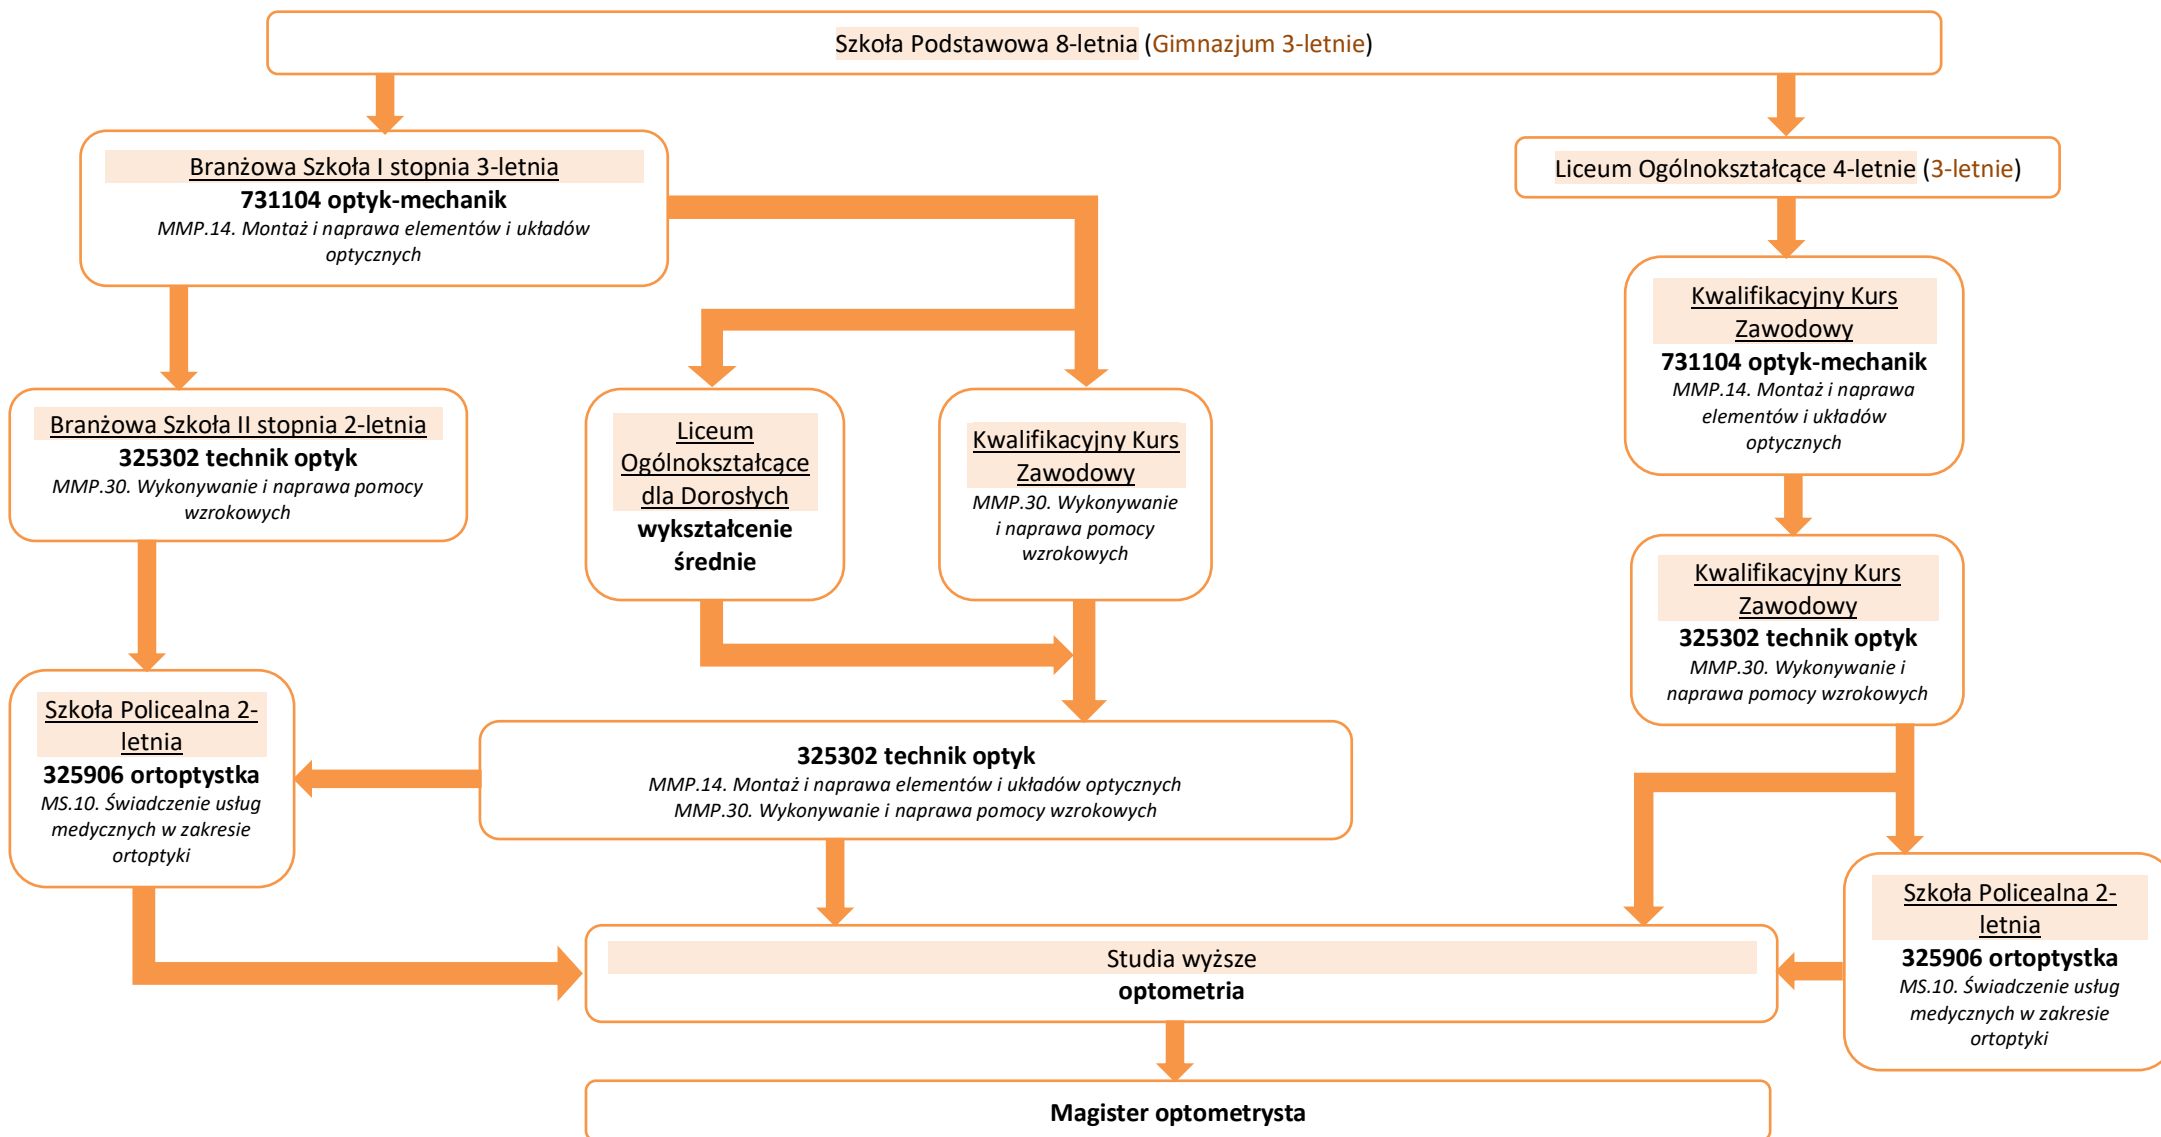 Szkoła Podstawowa 8-letnia (Gimnazjum 3-letnie)
Branżowa Szkoła I stopnia 3-letnia
731104 optyk-mechanik
MMP.14. Montaż i naprawa elementów i układów
optycznych
Liceum Ogólnokształcące 4-letnie (3-letnie)
Kwalifikacyjny Kurs
Zawodowy
731104 optyk-mechanik
MMP.14. Montaż i naprawa
elementów i układów
optycznych
Branżowa Szkoła II stopnia 2-letnia
325302 technik optyk
MMP.30. Wykonywanie i naprawa pomocy
wzrokowych
Liceum
Ogólnokształcące
dla Dorosłych
wykształcenie
średnie
Kwalifikacyjny Kurs
Zawodowy
MMP.30. Wykonywanie
i naprawa pomocy
wzrokowych
Kwalifikacyjny Kurs
Zawodowy
325302 technik optyk
MMP.30. Wykonywanie i
naprawa pomocy wzrokowych
Szkoła Policealna 2-
letnia
325906 ortoptystka
MS.10. Świadczenie usług
medycznych w zakresie
ortoptyki
325302 technik optyk
MMP.14. Montaż i naprawa elementów i układów optycznych
MMP.30. Wykonywanie i naprawa pomocy wzrokowych
Szkoła Policealna 2-
letnia
325906 ortoptystka
MS.10. Świadczenie usług
medycznych w zakresie
ortoptyki
Studia wyższe
optometria
Magister optometrysta